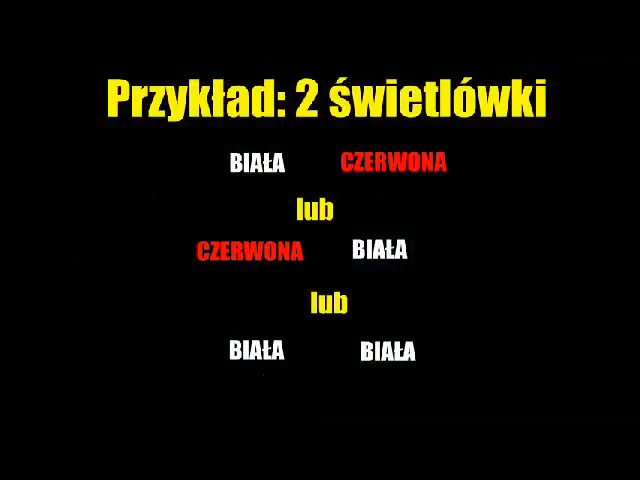 Przykład: 2 świetlówki
BIAŁA CZERWONA
lub
CZERWONA BIAŁA
lub
BIAŁA BIAŁA